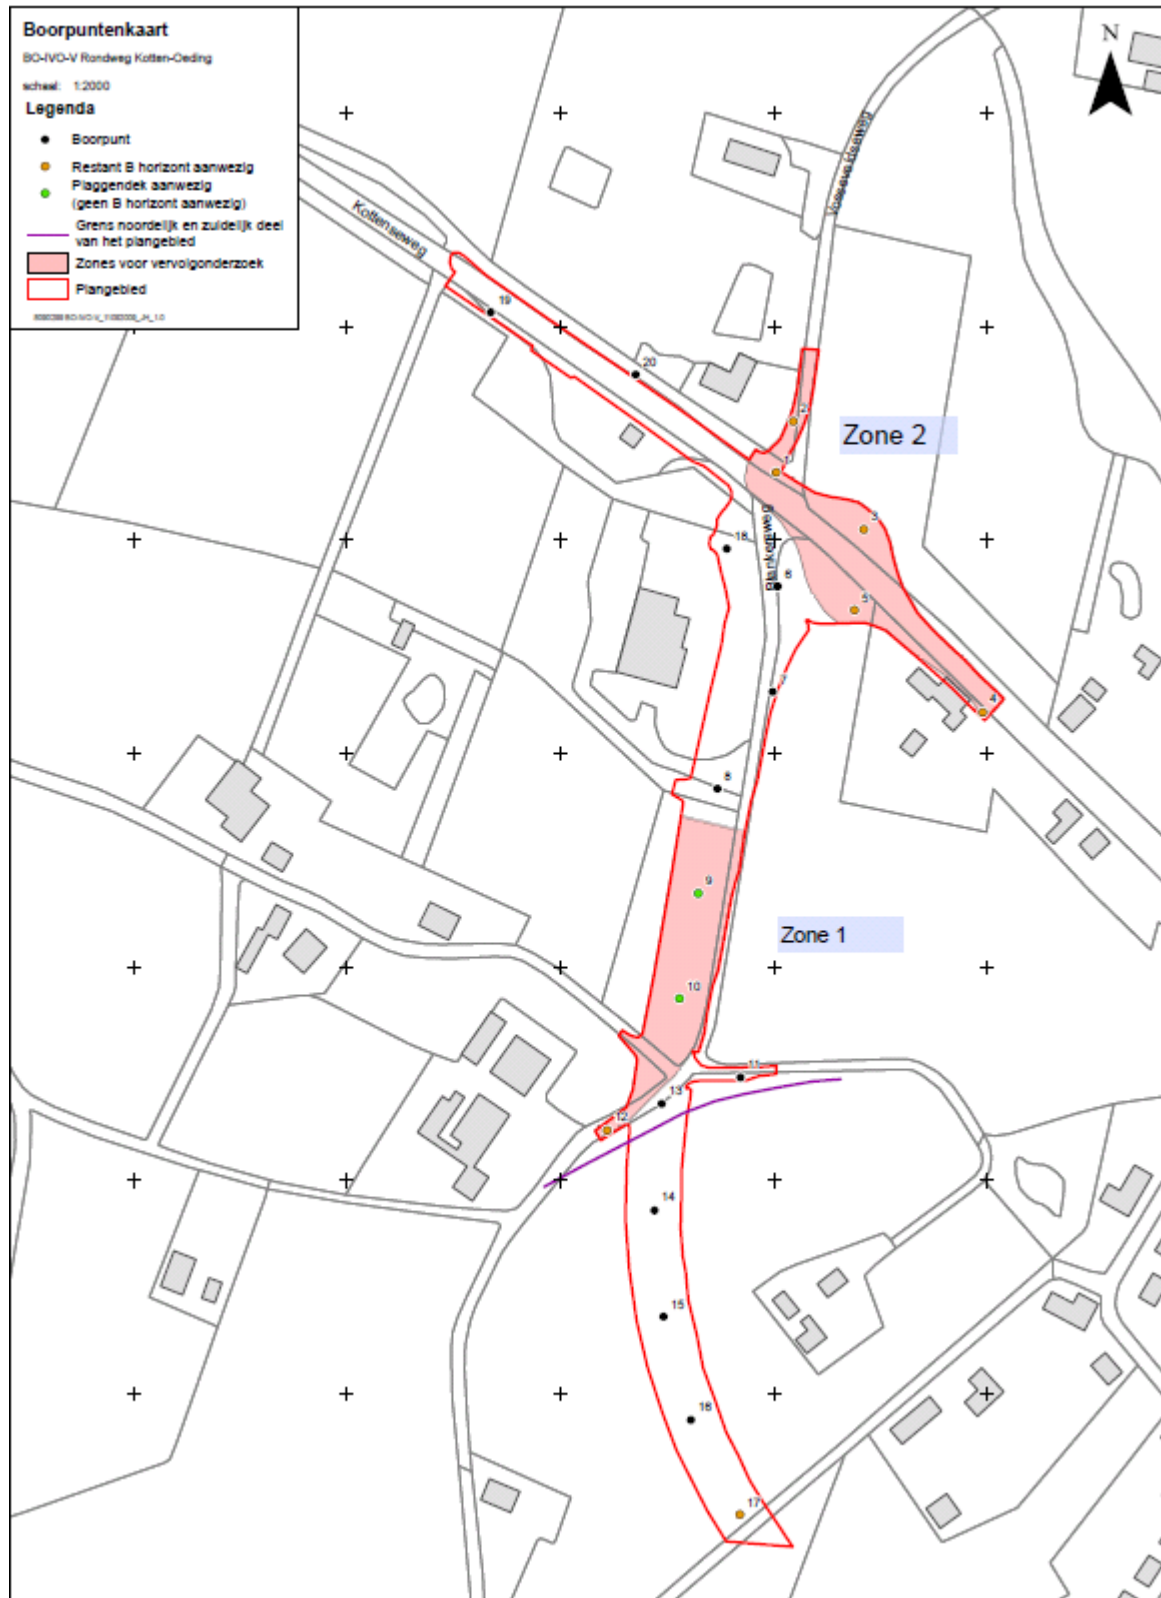 Boorpuntenkaart
BO-IVO-V Rondweg Kotten-Oeding
schaal: 1:2000
Legenda
Boorpunt
Restant B horizont aanwezig
Plaggendek aanwezig
(geen B horizont aanwezig)
Grens noordelijk en zuidelijk deel
van het plangebied
Zones voor vervolgonderzoek
Plangebied
N
Vosseveldseweg
Kottenseweg
19
20
2
Zone 2
1
3
Blankersweg
18
6
5
7
4
8
9
Zone 1
10
11
13
12
14
15
16
17